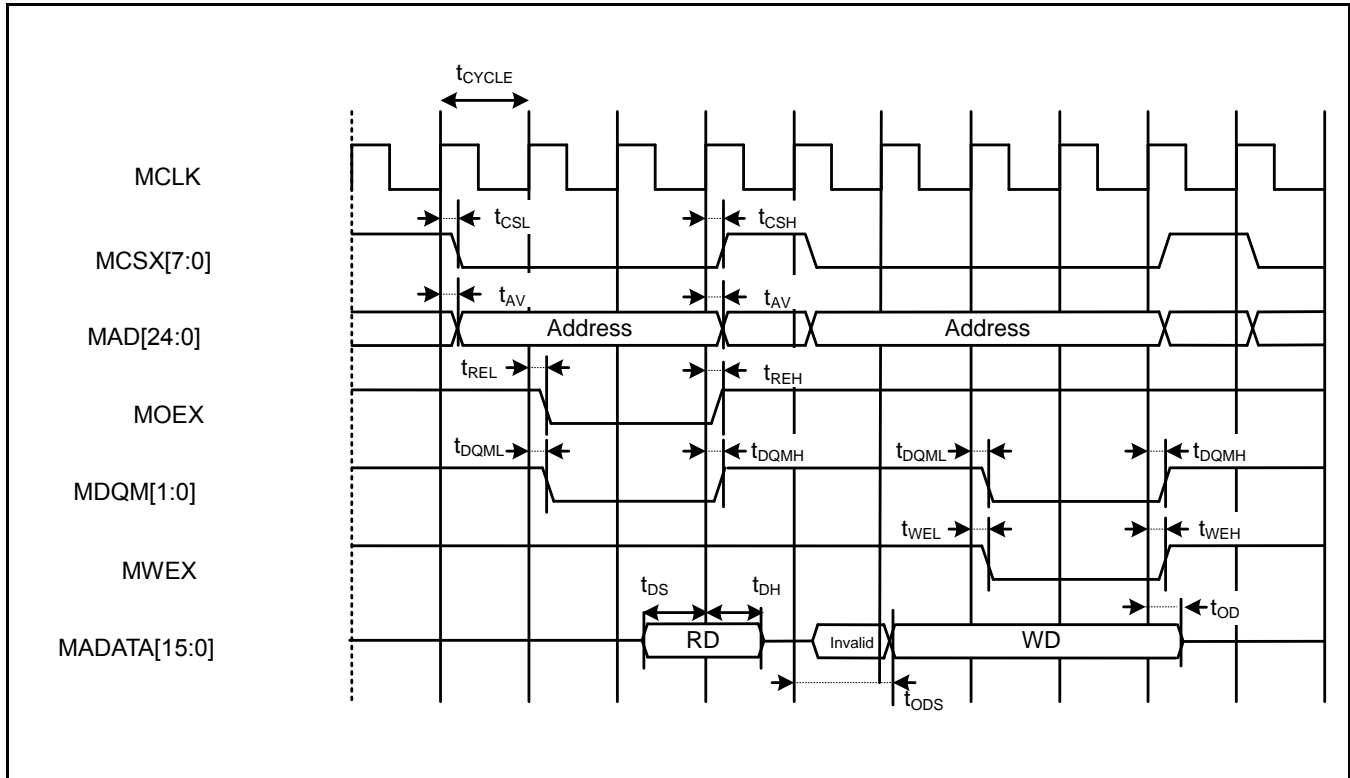 tCYCLE
MCLK
tCSL
tCSH
MCSX[7:0]
tAV
tAV
MAD[24:0]
Address
Address
tREL
tREH
MOEX
tDQML
tDQMH
tDQML
tDQMH
MDQM[1:0]
tWEL
tWEH
MWEX
tDS
tDH
tOD
MADATA[15:0]
RD
Invalid
WD
tODS